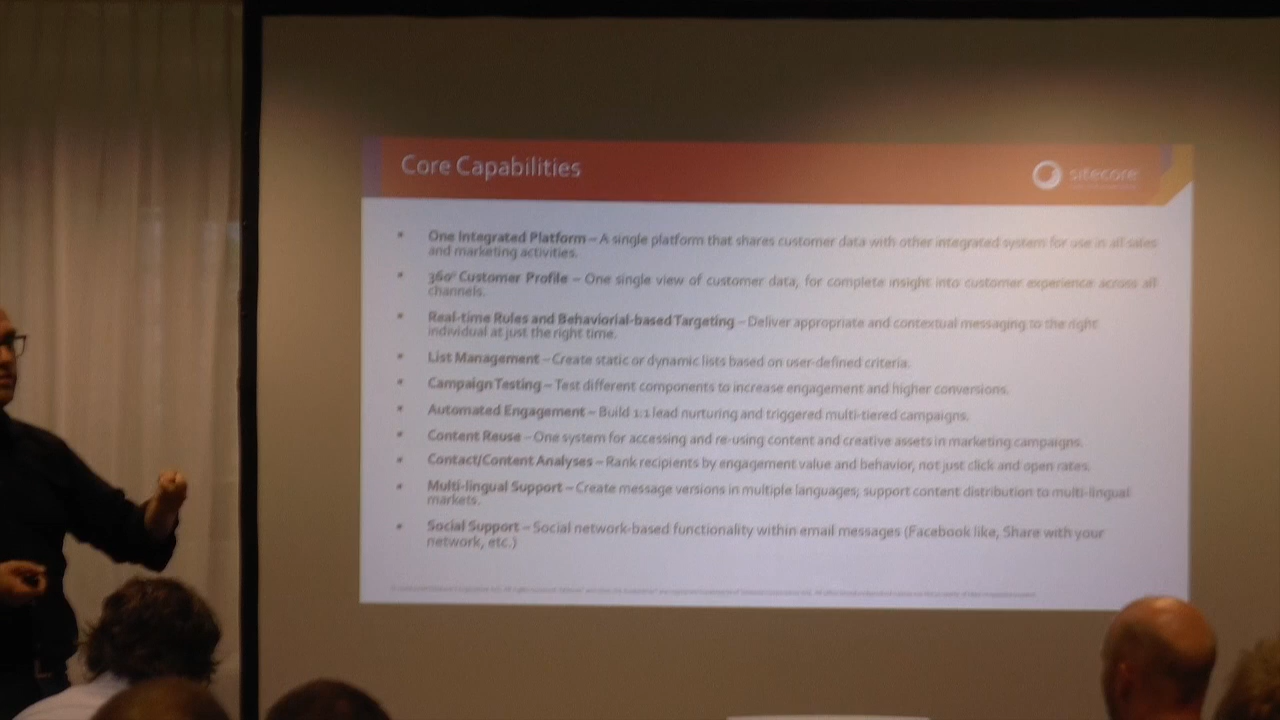 Core Capabilities
sitecore
One Integrated Platform – A single platform that shares customer data with other integrated system for use in all sales
and marketing activities.
360° Customer Profile – One single view of customer data, for complete insight into customer experience across all
channels.
Real-time Rules and Behaviorial-based Targeting – Deliver appropriate and contextual messaging to the right
individual at just the right time.
List Management – Create static or dynamic lists based on user-defined criteria.
Campaign Testing – Test different components to increase engagement and higher conversions.
Automated Engagement – Build 1:1 lead nurturing and triggered multi-tiered campaigns.
Content Reuse – One system for accessing and re-using content and creative assets in marketing campaigns.
Contact/Content Analyses – Rank recipients by engagement value and behavior, not just click and open rates.
Multi-lingual Support – Create message versions in multiple languages; support content distribution to multi-lingual
markets.
Social Support – Social network-based functionality within email messages (Facebook like, Share with your
network, etc.)